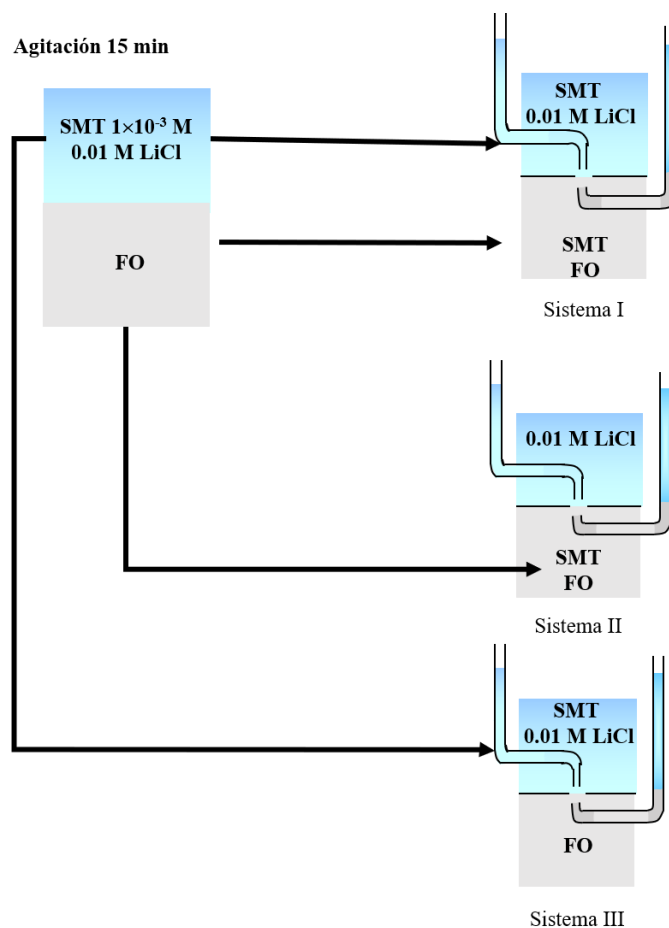 Agitación 15 min
SMT 1×10-3 M
0.01 M LiCl
FO
SMT
0.01 M LiCl
SMT
FO
Sistema I
0.01 M LiCl
SMT
FO
Sistema II
SMT
0.01 M LiCl
FO
Sistema III